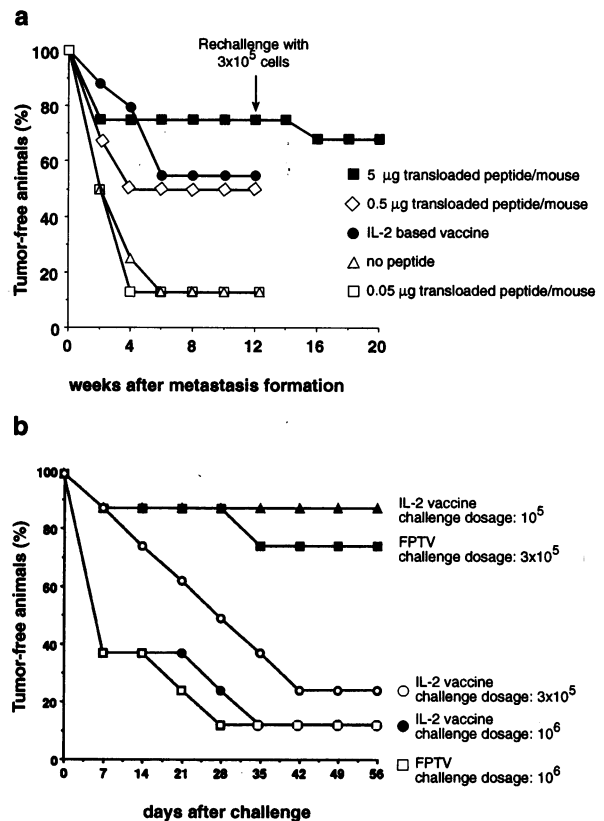 a
Rechallenge with
3x10⁵ cells
Tumor-free animals (%)
100
80
60
40
20
0
0 4 8 12 16 20
weeks after metastasis formation
5 µg transloaded peptide/mouse
0.5 µg transloaded peptide/mouse
IL-2 based vaccine
no peptide
0.05 µg transloaded peptide/mouse
b
Tumor-free animals (%)
100
80
60
40
20
0
0 7 14 21 28 35 42 49 56
days after challenge
IL-2 vaccine
challenge dosage: 10⁵
FPTV
challenge dosage: 3x10⁵
IL-2 vaccine
challenge dosage: 3x10⁵
IL-2 vaccine
challenge dosage: 10⁶
FPTV
challenge dosage: 10⁶